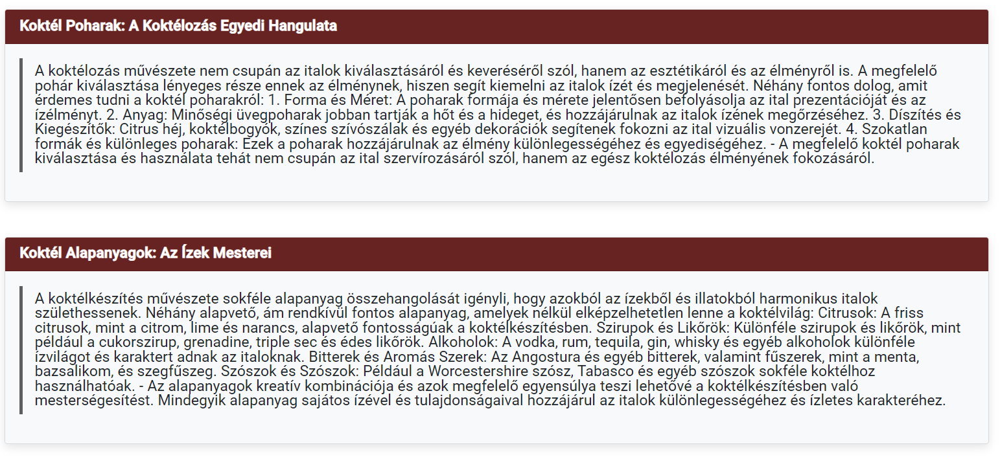 Koktél Poharak: A Koktélozás Egyedi Hangulata
A koktélozás művészete nem csupán az italok kiválasztásáról és keveréséről szól, hanem az esztétikáról és az élményről is. A megfelelő
pohár kiválasztása lényeges része ennek az élménynek, hiszen segít kiemelni az italok ízét és megjelenését. Néhány fontos dolog, amit
érdemes tudni a koktél poharakról: 1. Forma és Méret: A poharak formája és mérete jelentősen befolyásolja az ital prezentációját és az
ízélményt. 2. Anyag: Minőségi üvegpoharak jobban tartják a hőt és a hideget, és hozzájárulnak az italok ízének megőrzéséhez. 3. Díszítés és
Kiegészítők: Citrus héj, koktélbogyók, színes szívószálak és egyéb dekorációk segítenek fokozni az ital vizuális vonzerejét. 4. Szokatlan
formák és különleges poharak: Ezek a poharak hozzájárulnak az élmény különlegességéhez és egyediségéhez. - A megfelelő koktél poharak
kiválasztása és használata tehát nem csupán az ital szervírozásáról szól, hanem az egész koktélozás élményének fokozásáról.
Koktél Alapanyagok: Az Ízek Mesterei
A koktélkészítés művészete sokféle alapanyag összehangolását igényli, hogy azokból az ízekből és illatokból harmonikus italok
születhessenek. Néhány alapvető, ám rendkívül fontos alapanyag, amelyek nélkül elképzelhetetlen lenne a koktélvilág: Citrusok: A friss
citrusok, mint a citrom, lime és narancs, alapvető fontosságúak a koktélkészítésben. Szirupok és Likőrök: Különféle szirupok és likőrök, mint
például a cukorszirup, grenadine, triple sec és édes likőrök. Alkoholok: A vodka, rum, tequila, gin, whisky és egyéb alkoholok különféle
ízvilágot és karaktert adnak az italoknak. Bitterek és Aromás Szerek: Az Angostura és egyéb bitterek, valamint fűszerek, mint a menta,
bazsalikom, és szegfűszeg. Szószok és Szószok: Például a Worcestershire szósz, Tabasco és egyéb szószok sokféle koktélhoz
használhatóak. - Az alapanyagok kreatív kombinációja és azok megfelelő egyensúlya teszi lehetővé a koktélkészítésben való
mesterségesítést. Mindegyik alapanyag sajátos ízével és tulajdonságaival hozzájárul az italok különlegességéhez és ízletes karakteréhez.